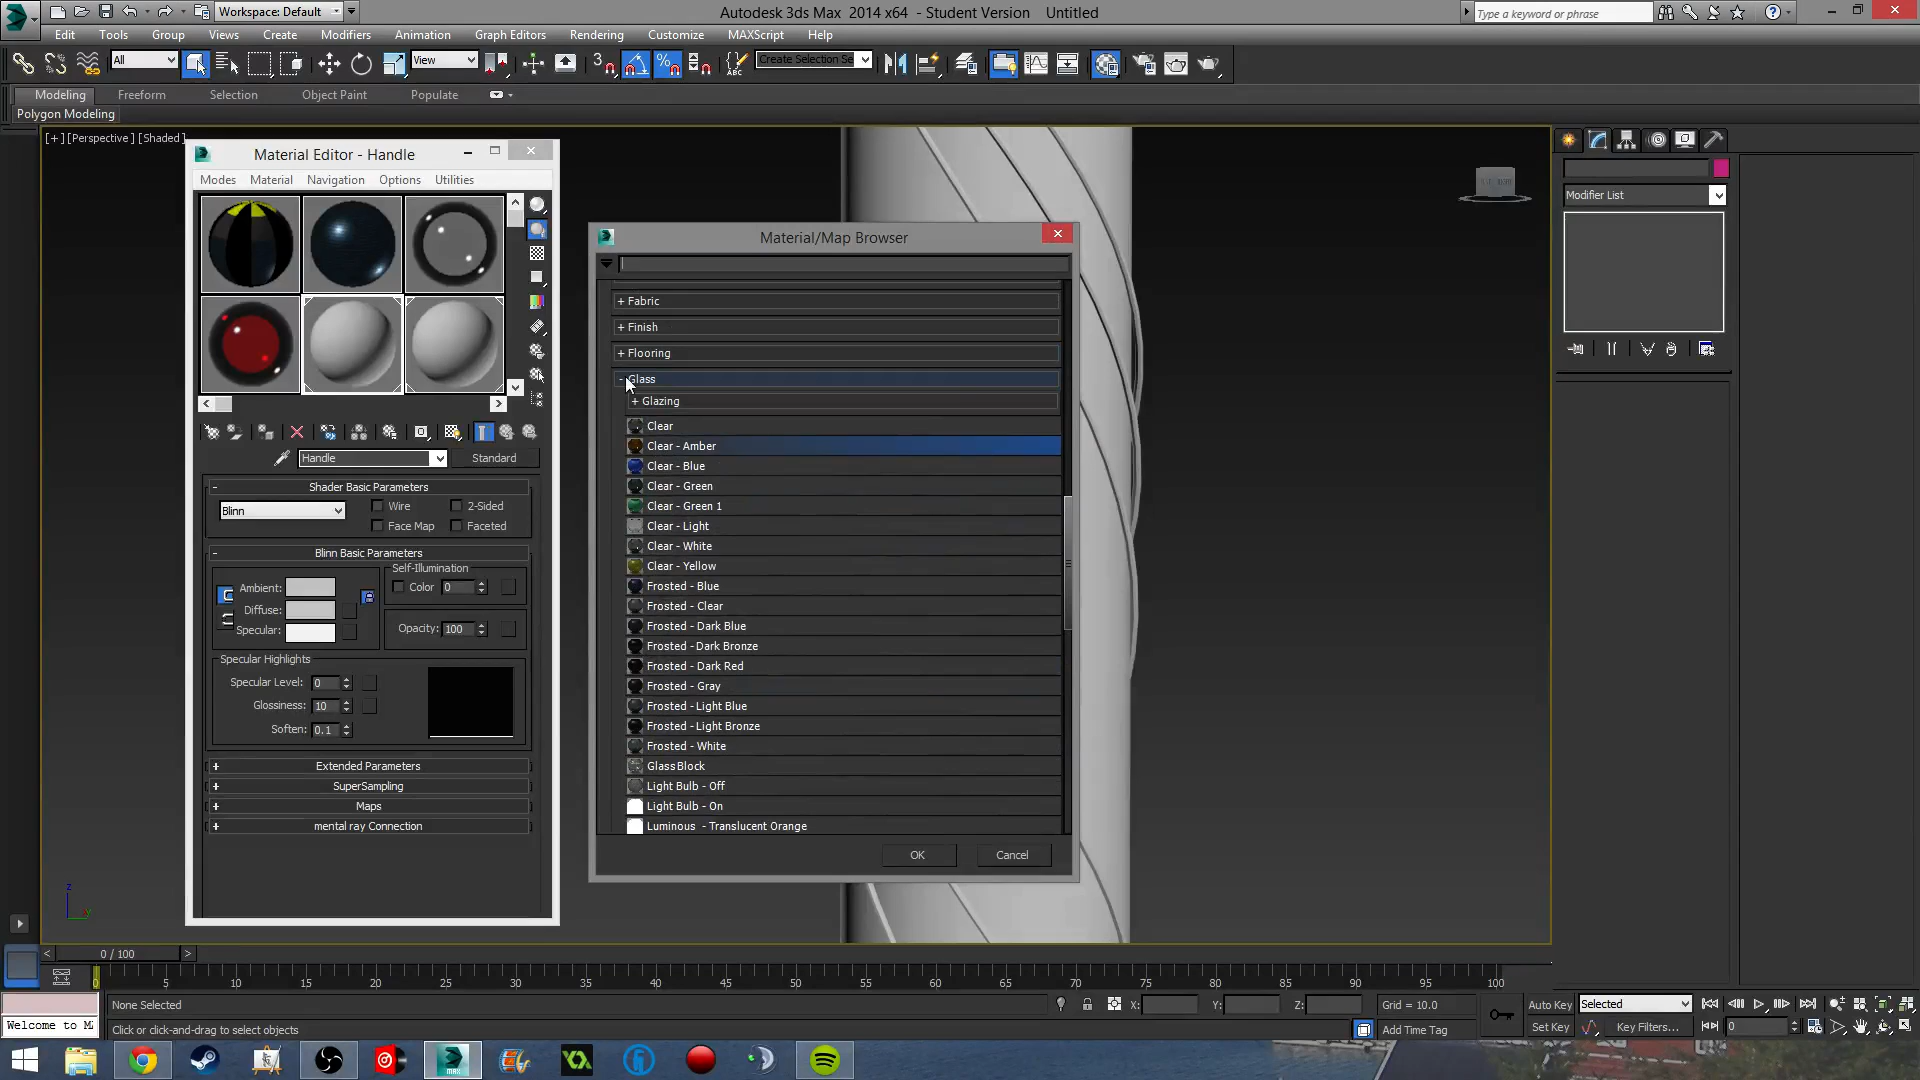 Workspace: Default
Autodesk 3ds Max 2014 x64 - Student Version Untitled
Type a keyword or phrase
Edit Tools Group Views Create Modifiers Animation Graph Editors Rendering Customize MAXScript Help
All
View
3
Create Selection Se
Modeling Freeform Selection Object Paint Populate
Polygon Modeling
[+] [Perspective] [Shaded]
Material Editor - Handle
Modes Material Navigation Options Utilities
Handle
Standard
- Shader Basic Parameters
Blinn
Wire 2-Sided
Face Map Faceted
- Blinn Basic Parameters
Self-Illumination
Ambient: Color 0
Diffuse:
Specular:
Opacity: 100
Specular Highlights
Specular Level: 0
Glossiness: 10
Soften: 0.1
+ Extended Parameters
+ SuperSampling
+ Maps
+ mental ray Connection
Material/Map Browser
+ Fabric
+ Finish
+ Flooring
- Glass
+ Glazing
Clear
Clear - Amber
Clear - Blue
Clear - Green
Clear - Green 1
Clear - Light
Clear - White
Clear - Yellow
Frosted - Blue
Frosted - Clear
Frosted - Dark Blue
Frosted - Dark Bronze
Frosted - Dark Red
Frosted - Gray
Frosted - Light Blue
Frosted - Light Bronze
Frosted - White
Glass Block
Light Bulb - Off
Light Bulb - On
Luminous - Translucent Orange
OK Cancel
Modifier List
z
< 0 / 100 >
0 5 10 15 20 25 30 35 40 45 50 55 60 65 70 75 80 85 90 95 100
None Selected
X: Y: Z: Grid = 10.0
Auto Key Selected
Welcome to M
Click or click-and-drag to select objects
Add Time Tag
Set Key Key Filters...
0
MAX